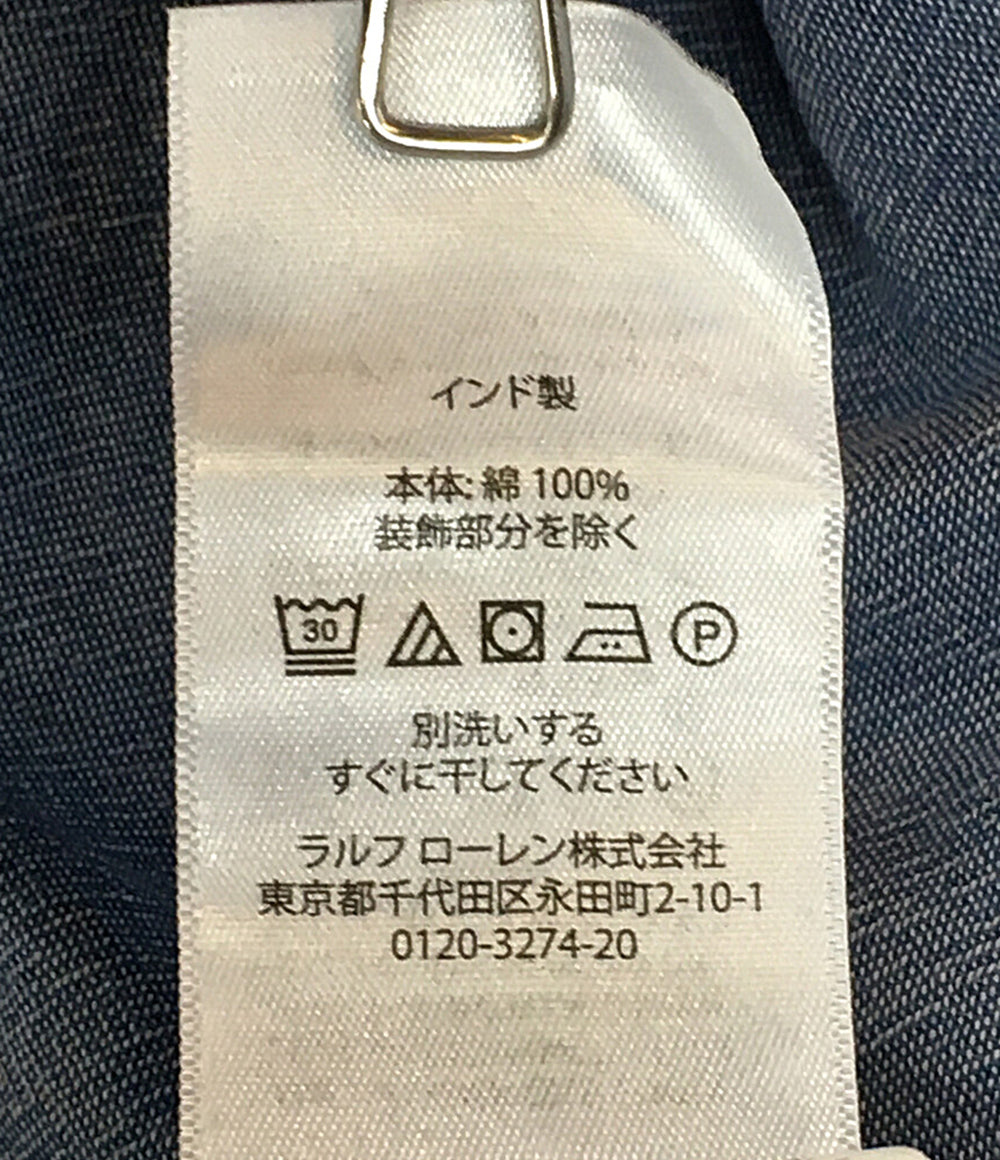 インド製
本体: 綿 100%
装飾部分を除く
30 P
別洗いする
すぐに干してください
ラルフ ローレン株式会社
東京都千代田区永田町2-10-1
0120-3274-20